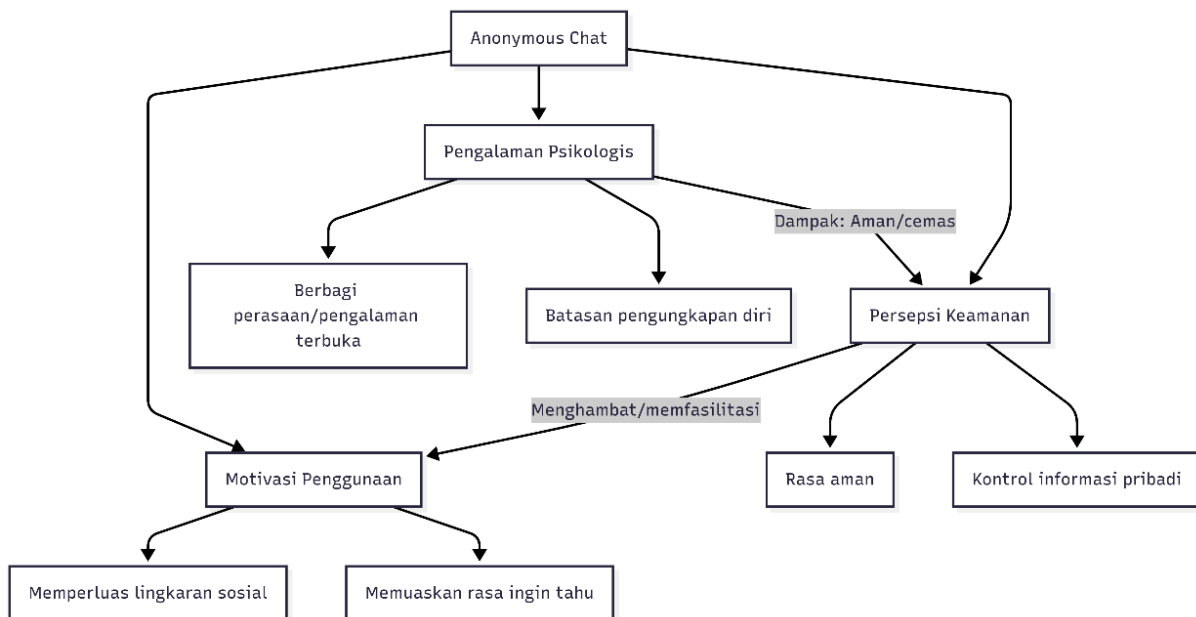 Anonymous Chat
Pengalaman Psikologis
Dampak: Aman/cemas
Berbagi
perasaan/pengalaman
terbuka
Batasan pengungkapan diri
Persepsi Keamanan
Menghambat/memfasilitasi
Motivasi Penggunaan
Rasa aman
Kontrol informasi pribadi
Memperluas lingkaran sosial
Memuaskan rasa ingin tahu